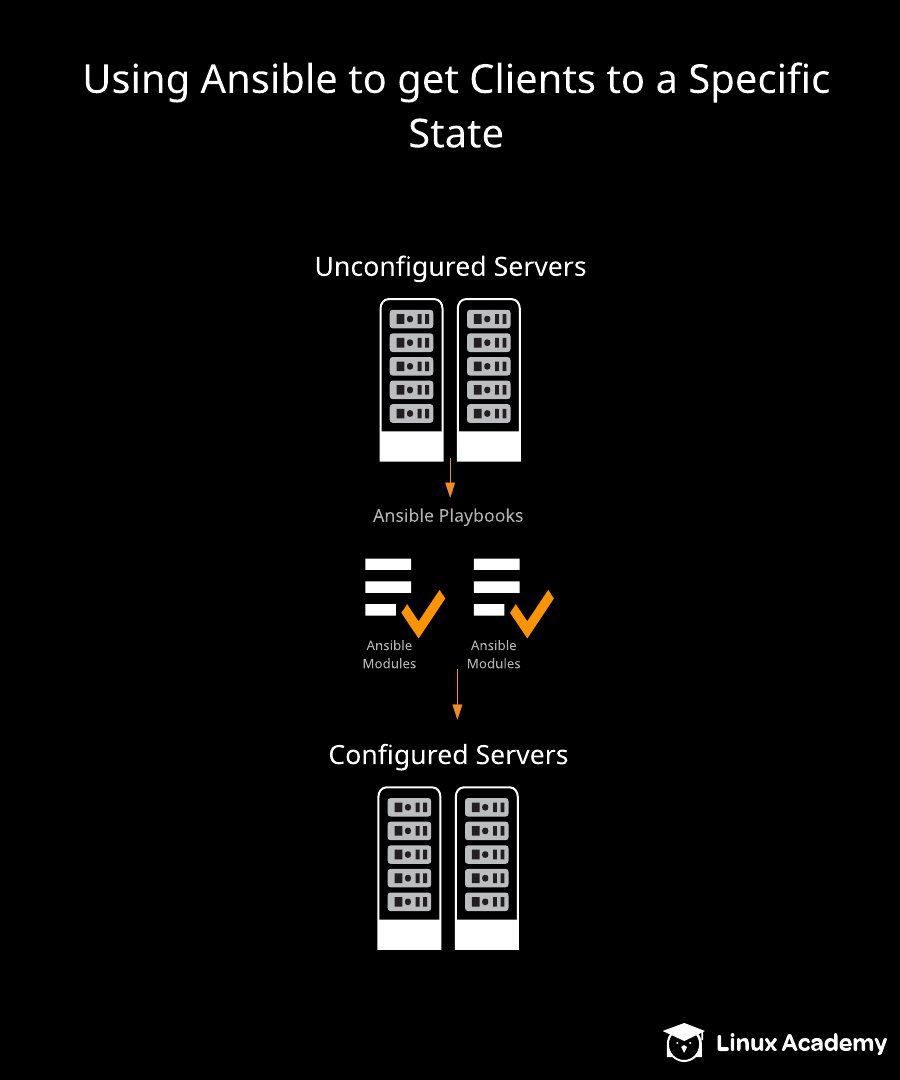 Using Ansible to get Clients to a Specific
State
Unconfigured Servers
Ansible Playbooks
Ansible
Modules
Ansible
Modules
Configured Servers
Linux Academy